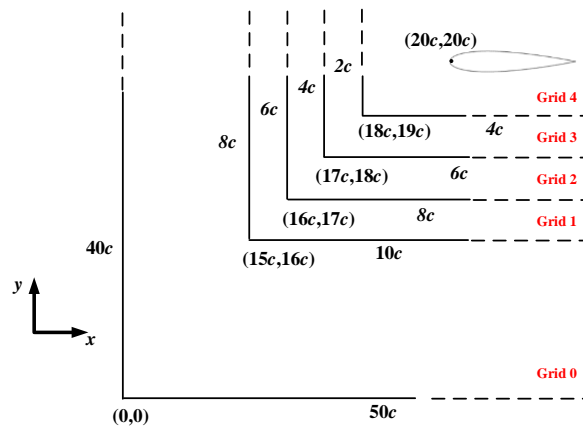 (20c,20c)
2c
4c
6c
8c
Grid 4
(18c,19c)
4c
Grid 3
(17c,18c)
6c
Grid 2
(16c,17c)
8c
Grid 1
40c
(15c,16c)
10c
y
x
Grid 0
(0,0)
50c